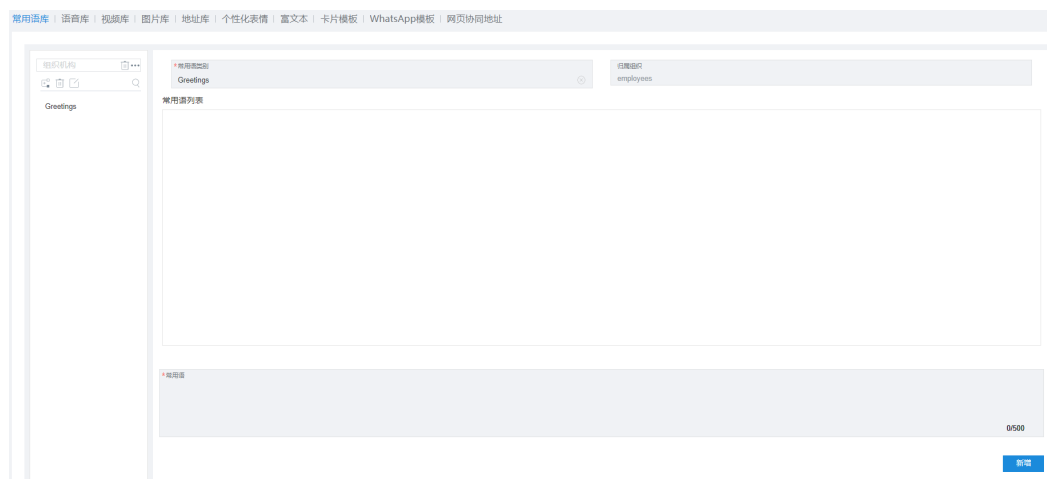 常用语库 | 语音库 | 视频库 | 图片库 | 地址库 | 个性化表情 | 富文本 | 卡片模板 | WhatsApp模板 | 网页协同地址
组织机构
Greetings
*常用语类别
Greetings
归属组织
employees
常用语列表
*常用语
0/500
新增